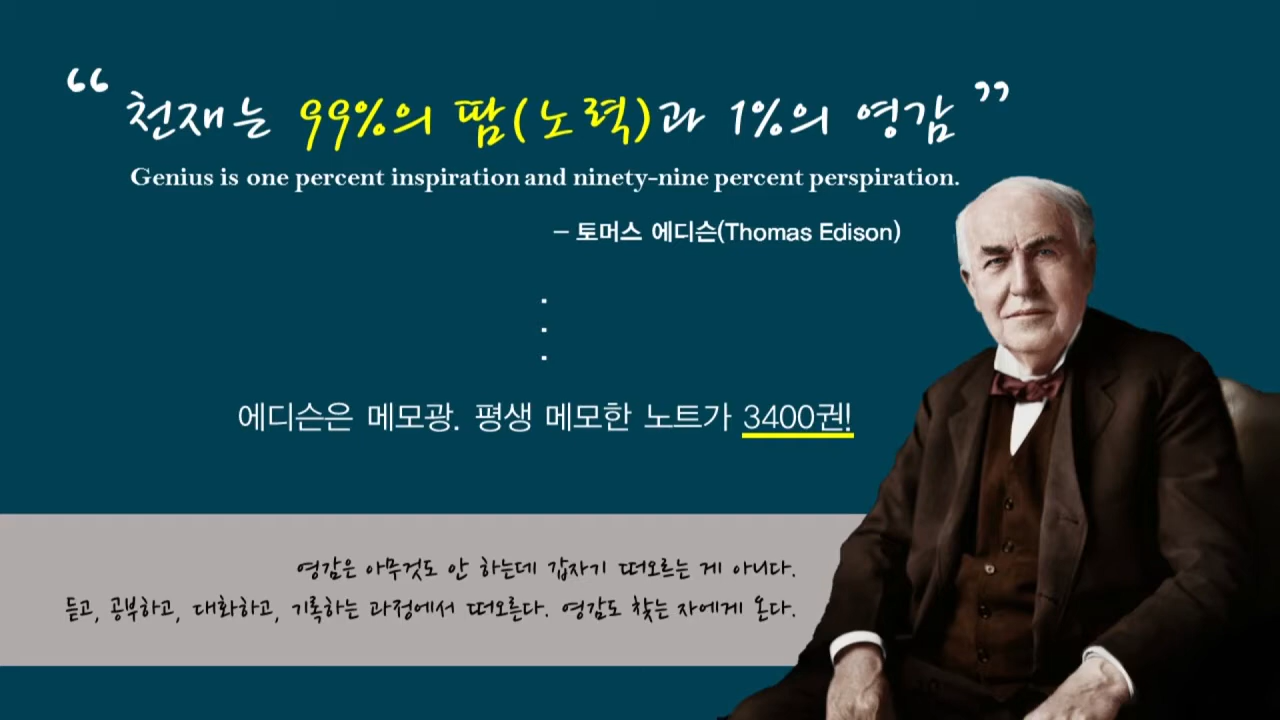 “ 천재는 99%의 땀(노력)과 1%의 영감 ”
Genius is one percent inspiration and ninety-nine percent perspiration.
– 토머스 에디슨(Thomas Edison)
에디슨은 메모광. 평생 메모한 노트가 3400권!
영감은 아무것도 안 하는데 갑자기 떠오르는 게 아니다.
듣고, 공부하고, 대화하고, 기록하는 과정에서 떠오른다. 영감도 찾는 자에게 온다.